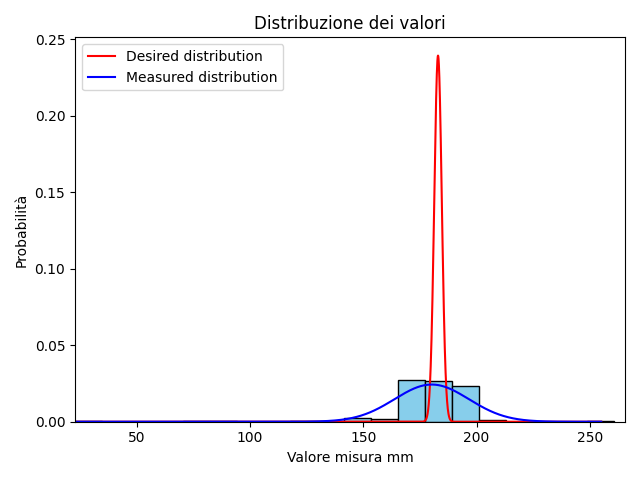 Distribuzione dei valori
Desired distribution
Measured distribution
Probabilità
0.25
0.20
0.15
0.10
0.05
0.00
50 100 150 200 250
Valore misura mm